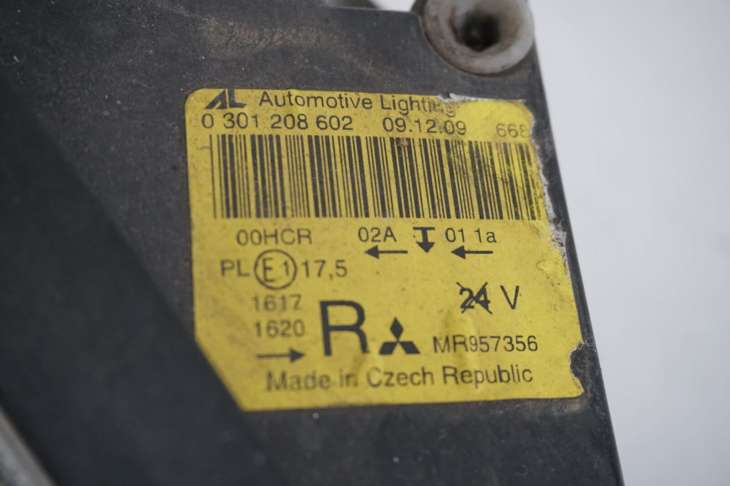 AL Automotive Lighting
0 301 208 602 09.12.09 668
00HCR 02A 01 1a
PL E1 17,5
1617
1620
R
24 V
MR957356
Made in Czech Republic